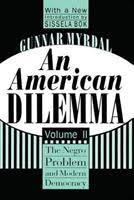 With a New
Introduction by
SISSELA BOK
GUNNAR MYRDAL
AN
AMERICAN
DILEMMA
Volume II
The Negro
Problem
and Modern
Democracy